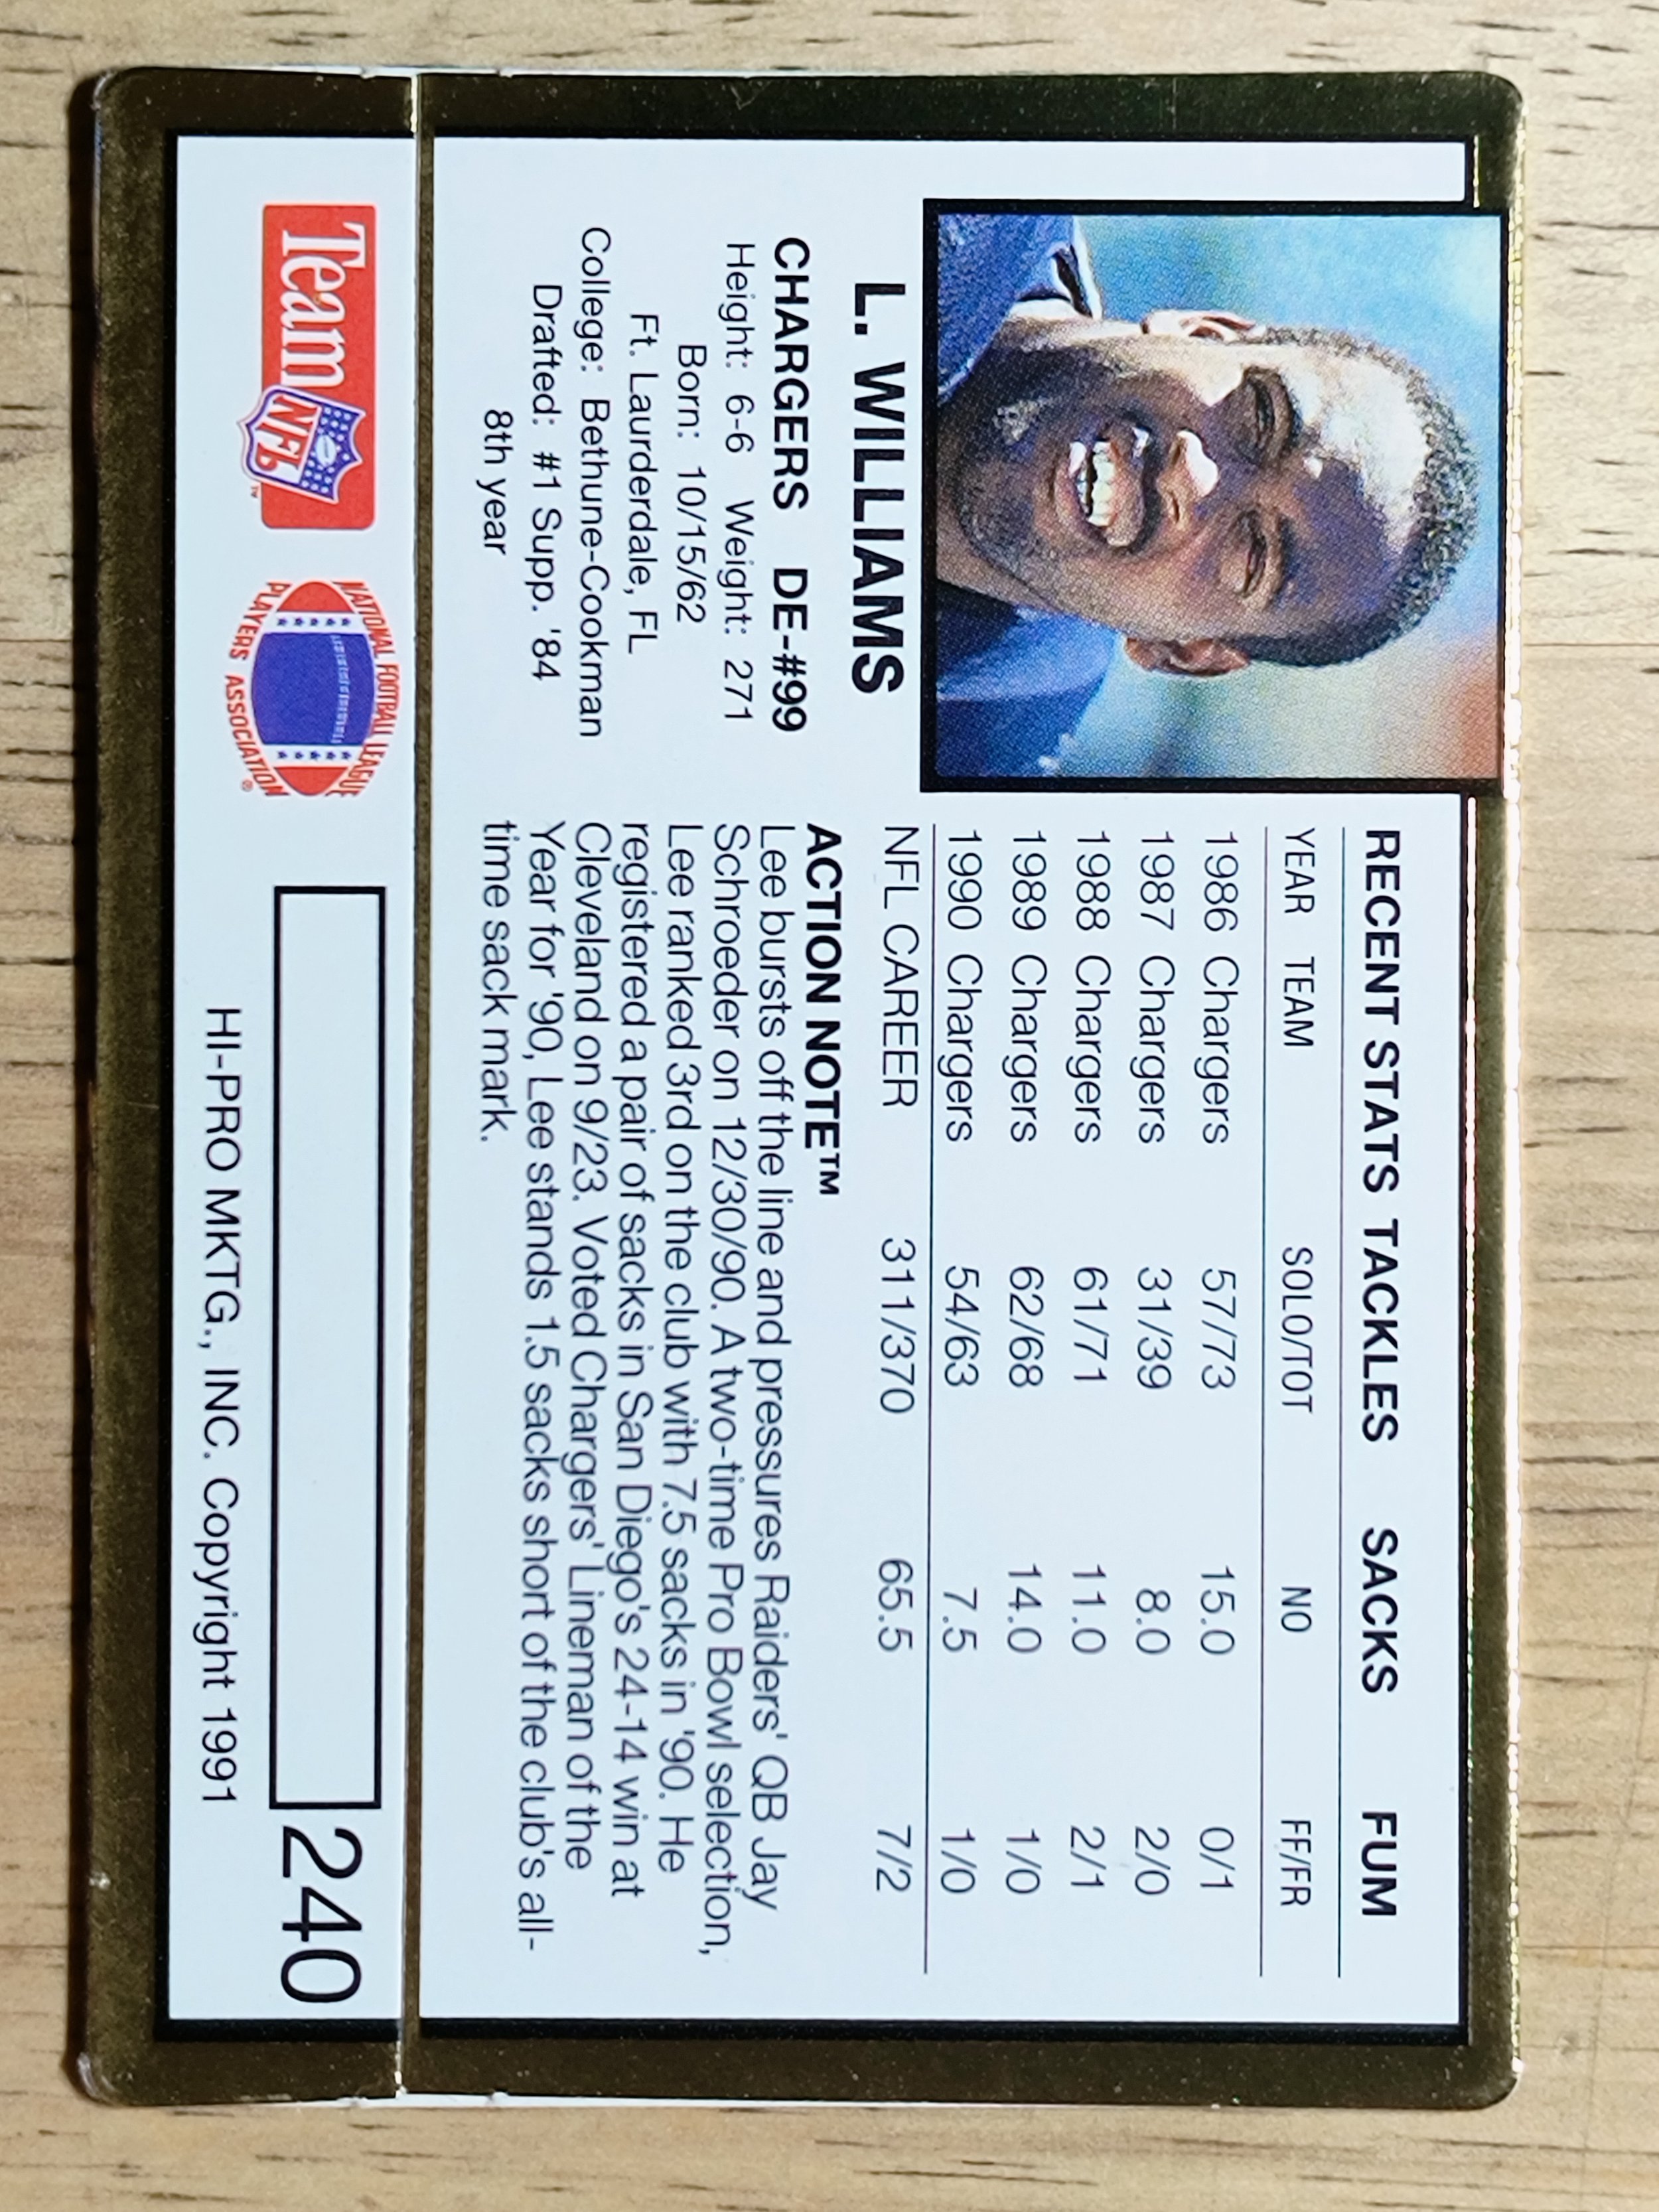 L. WILLIAMS
CHARGERS DE-#99
Height: 6-6 Weight: 271
Born: 10/15/62
Ft. Laurderdale, FL
College: Bethune-Cookman
Drafted: #1 Supp. '84
8th year
RECENT STATS TACKLES SACKS FUM
YEAR TEAM SOLO/TOT NO FF/FR
1986 Chargers 57/73 15.0 0/1
1987 Chargers 31/39 8.0 2/0
1988 Chargers 61/71 11.0 2/1
1989 Chargers 62/68 14.0 1/0
1990 Chargers 54/63 7.5 1/0
NFL CAREER 311/370 65.5 7/2
ACTION NOTE™
Lee bursts off the line and pressures Raiders' QB Jay
Schroeder on 12/30/90. A two-time Pro Bowl selection,
Lee ranked 3rd on the club with 7.5 sacks in '90. He
registered a pair of sacks in San Diego's 24-14 win at
Cleveland on 9/23. Voted Chargers' Lineman of the
Year for '90, Lee stands 1.5 sacks short of the club's all-
time sack mark.
Team NFL™
NATIONAL FOOTBALL LEAGUE
PLAYERS ASSOCIATION®
240
HI-PRO MKTG., INC. Copyright 1991